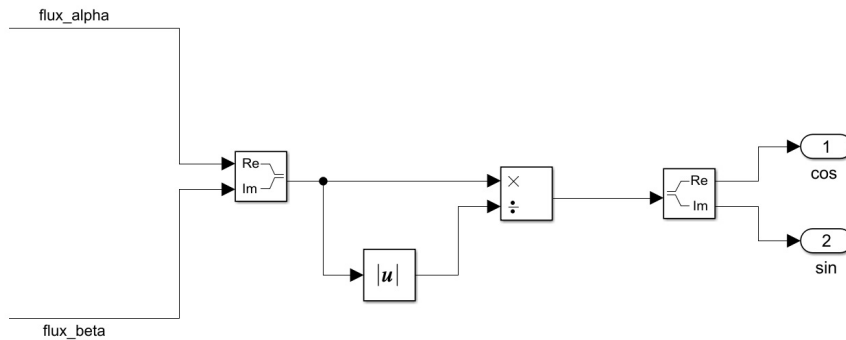 flux_alpha
Re
Im
flux_beta
|u|
×
÷
Re
Im
1
cos
2
sin